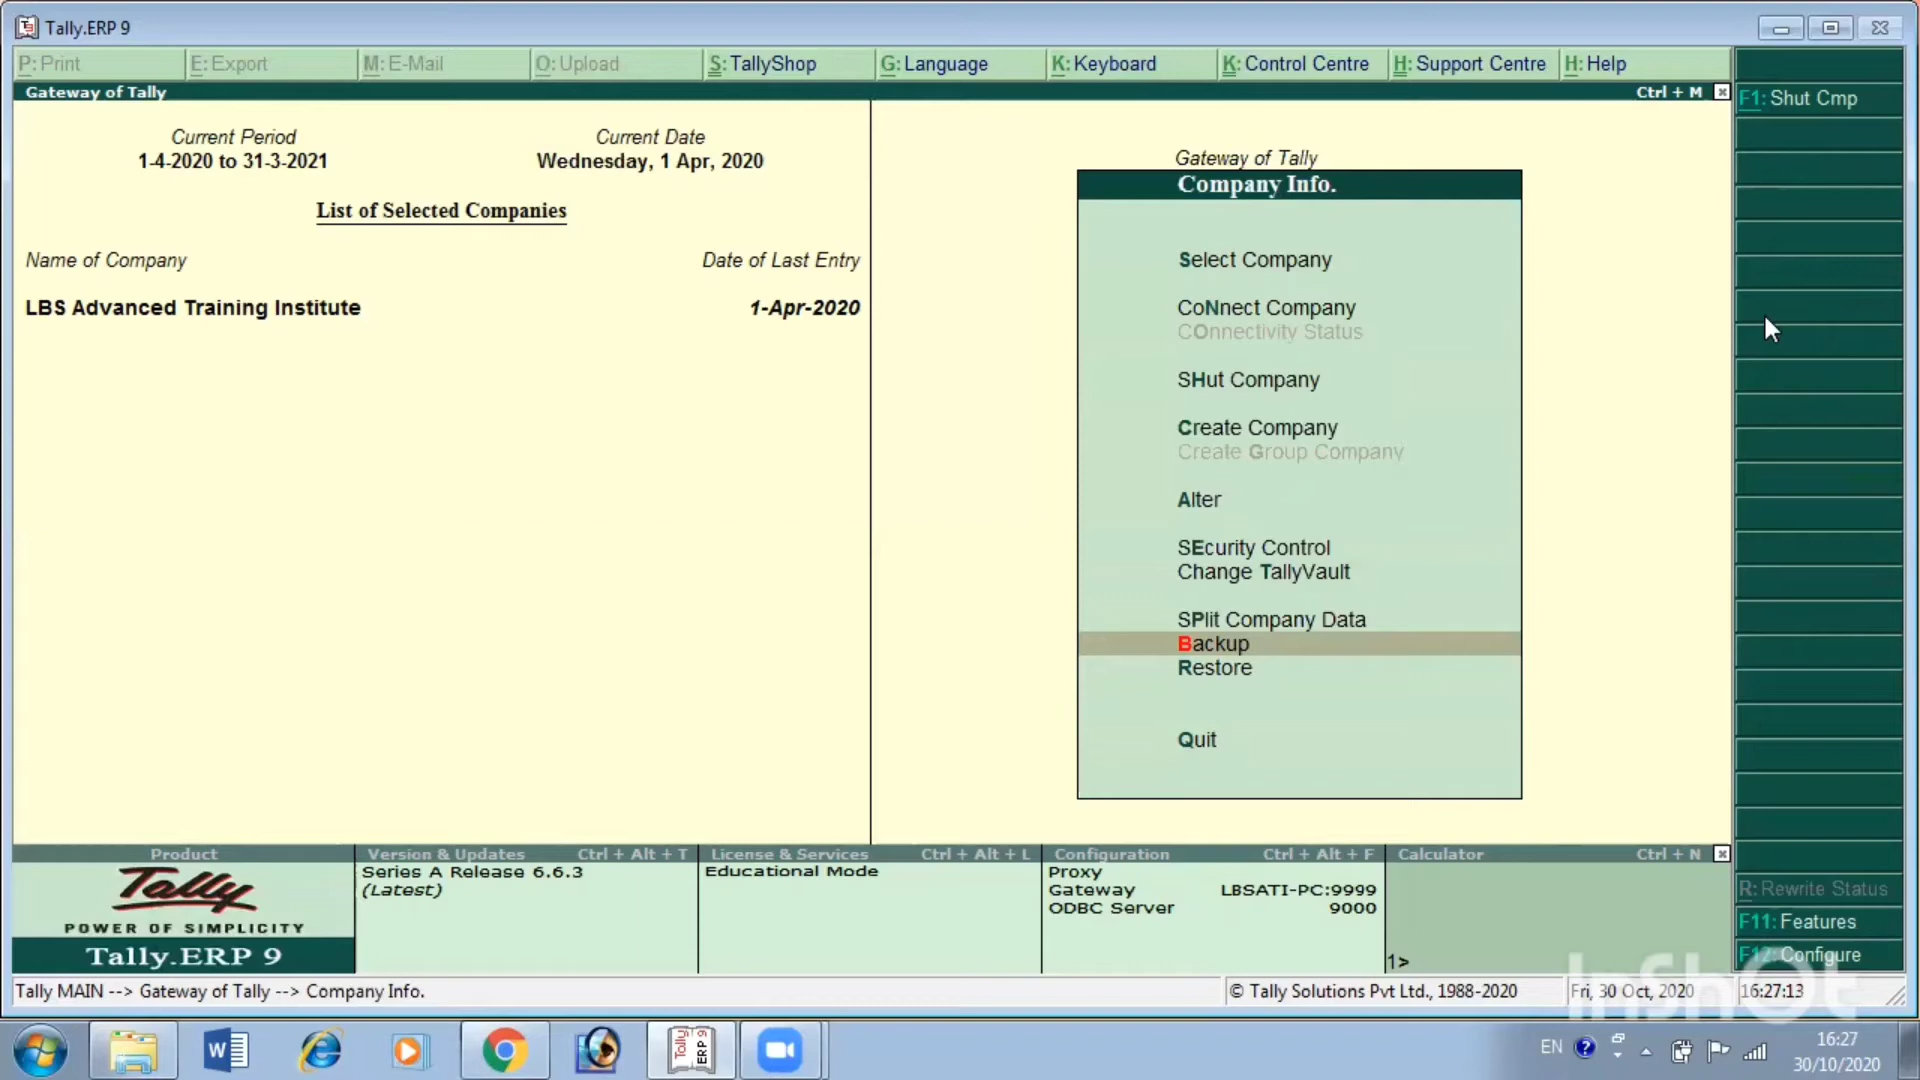 Tally.ERP 9
P: Print E: Export M: E-Mail O: Upload S: TallyShop G: Language K: Keyboard K: Control Centre H: Support Centre H: Help
Gateway of Tally Ctrl + M
F1: Shut Cmp
Current Period Current Date
1-4-2020 to 31-3-2021 Wednesday, 1 Apr, 2020
List of Selected Companies
Name of Company Date of Last Entry
LBS Advanced Training Institute 1-Apr-2020
Gateway of Tally
Company Info.
Select Company
CoNnect Company
COnnectivity Status
SHut Company
Create Company
Create Group Company
Alter
SEcurity Control
Change TallyVault
SPlit Company Data
Backup
Restore
Quit
Product
Tally
POWER OF SIMPLICITY
Tally.ERP 9
Version & Updates Ctrl + Alt + T
Series A Release 6.6.3
(Latest)
License & Services Ctrl + Alt + L
Educational Mode
Configuration Ctrl + Alt + F
Proxy
Gateway LBSATI-PC:9999
ODBC Server 9000
Calculator Ctrl + N
1>
R: Rewrite Status
F11: Features
F12: Configure
InShOt
Tally MAIN --> Gateway of Tally --> Company Info. © Tally Solutions Pvt Ltd., 1988-2020 Fri, 30 Oct, 2020 16:27:13
Tally ERP 9
EN
16:27
30/10/2020